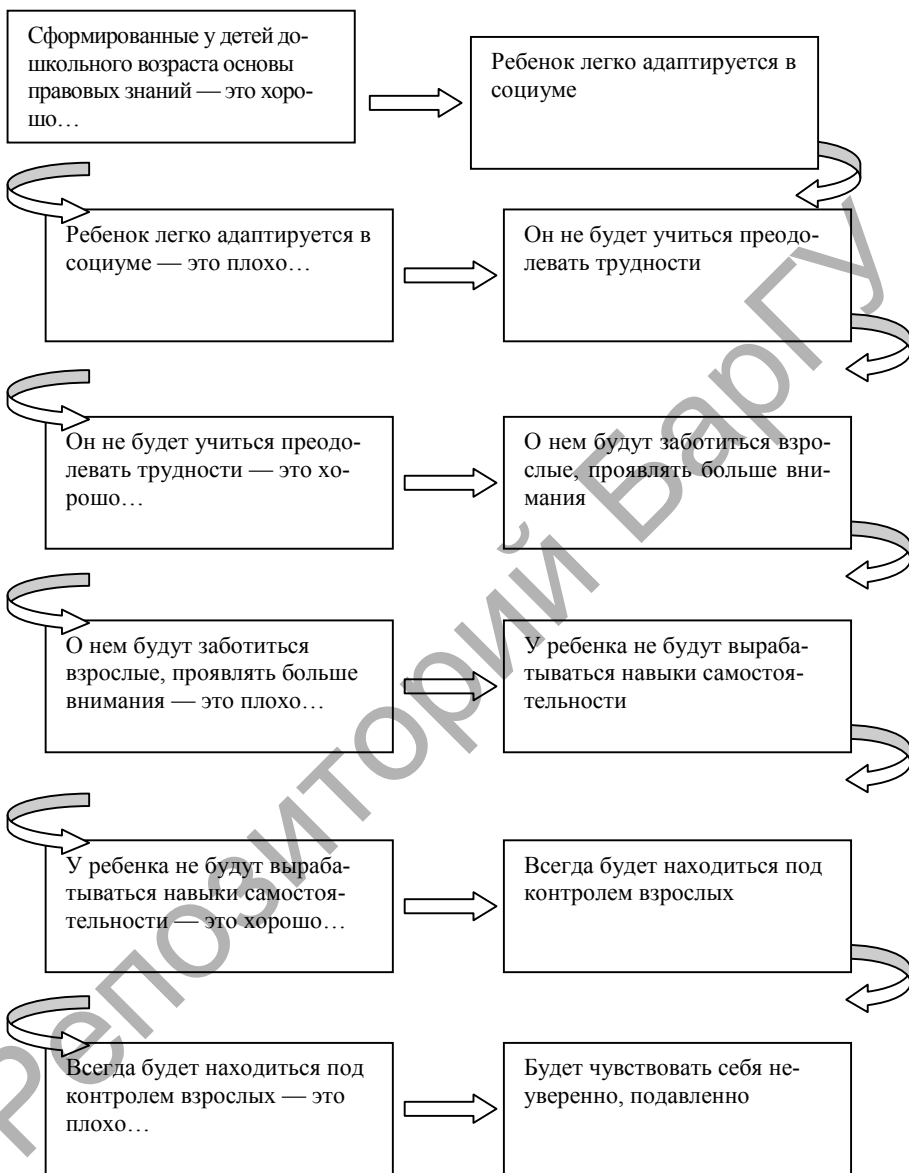 Сформированные у детей до-
школьного возраста основы
правовых знаний — это хоро-
шо…
Ребенок легко адаптируется в
социуме
Ребенок легко адаптируется в
социуме — это плохо…
Он не будет учиться преодо-
левать трудности
Он не будет учиться преодо-
левать трудности — это хо-
рошо…
О нем будут заботиться взро-
слые, проявлять больше вни-
мания
О нем будут заботиться
взрослые, проявлять больше
внимания — это плохо…
У ребенка не будут выраба-
тываться навыки самостоя-
тельности
У ребенка не будут выраба-
тываться навыки самостоя-
тельности — это хорошо…
Всегда будет находиться под
контролем взрослых
Всегда будет находиться под
контролем взрослых — это
плохо…
Будет чувствовать себя не-
уверенно, подавленно
Репозиторий БарГУ